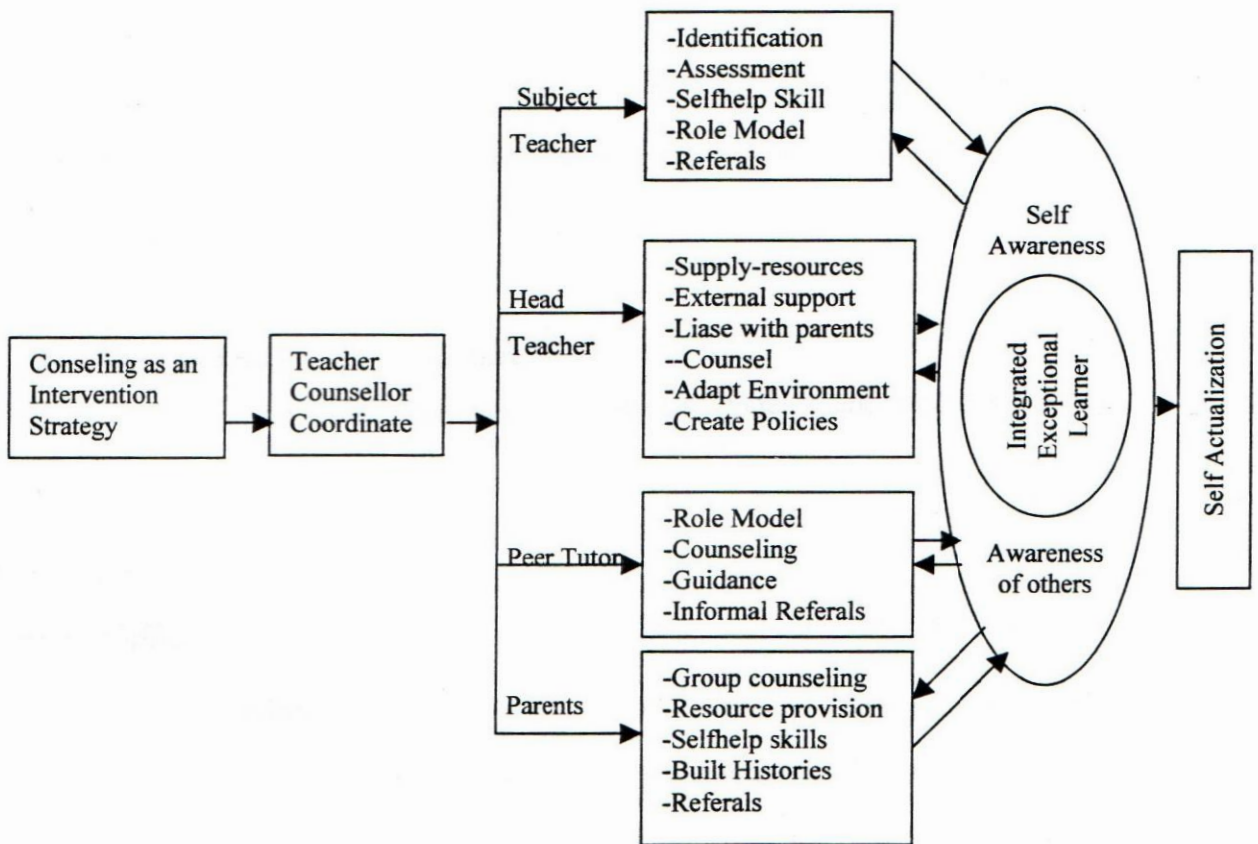 Conseling as an
Intervention
Strategy
Teacher
Counsellor
Coordinate
Subject
Teacher
-Identification
-Assessment
-Selfhelp Skill
-Role Model
-Referals
Head
Teacher
-Supply-resources
-External support
-Liase with parents
--Counsel
-Adapt Environment
-Create Policies
Peer Tutor
-Role Model
-Counseling
-Guidance
-Informal Referals
Parents
-Group counseling
-Resource provision
-Selfhelp skills
-Built Histories
-Referals
Self
Awareness
Integrated
Exceptional
Learner
Awareness
of others
Self Actualization